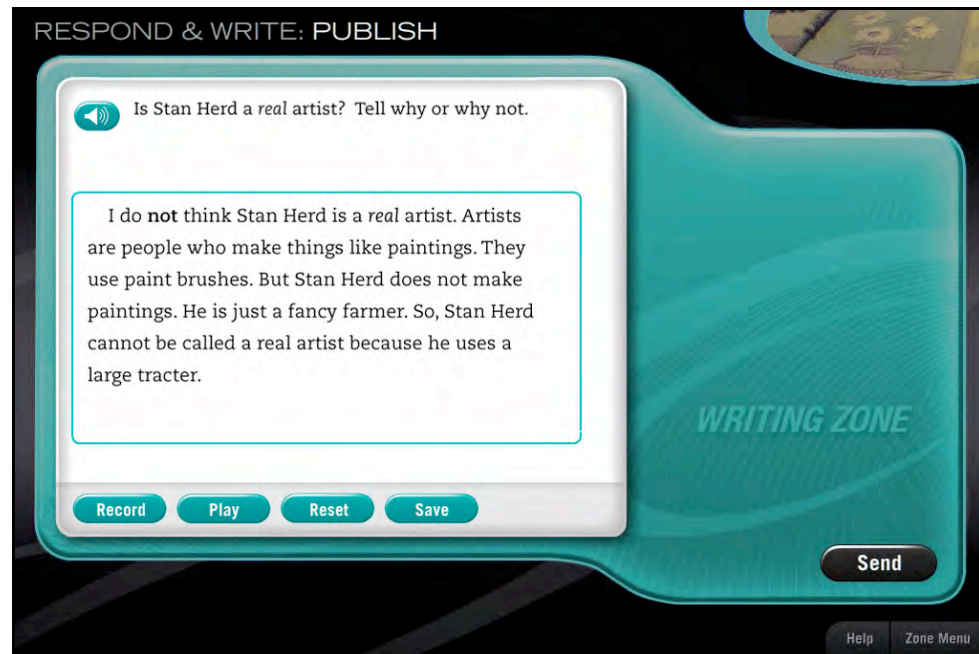 RESPOND & WRITE: PUBLISH
Is Stan Herd a real artist? Tell why or why not.
I do not think Stan Herd is a real artist. Artists
are people who make things like paintings. They
use paint brushes. But Stan Herd does not make
paintings. He is just a fancy farmer. So, Stan Herd
cannot be called a real artist because he uses a
large tracter.
WRITING ZONE
Record Play Reset Save
Send
Help Zone Menu